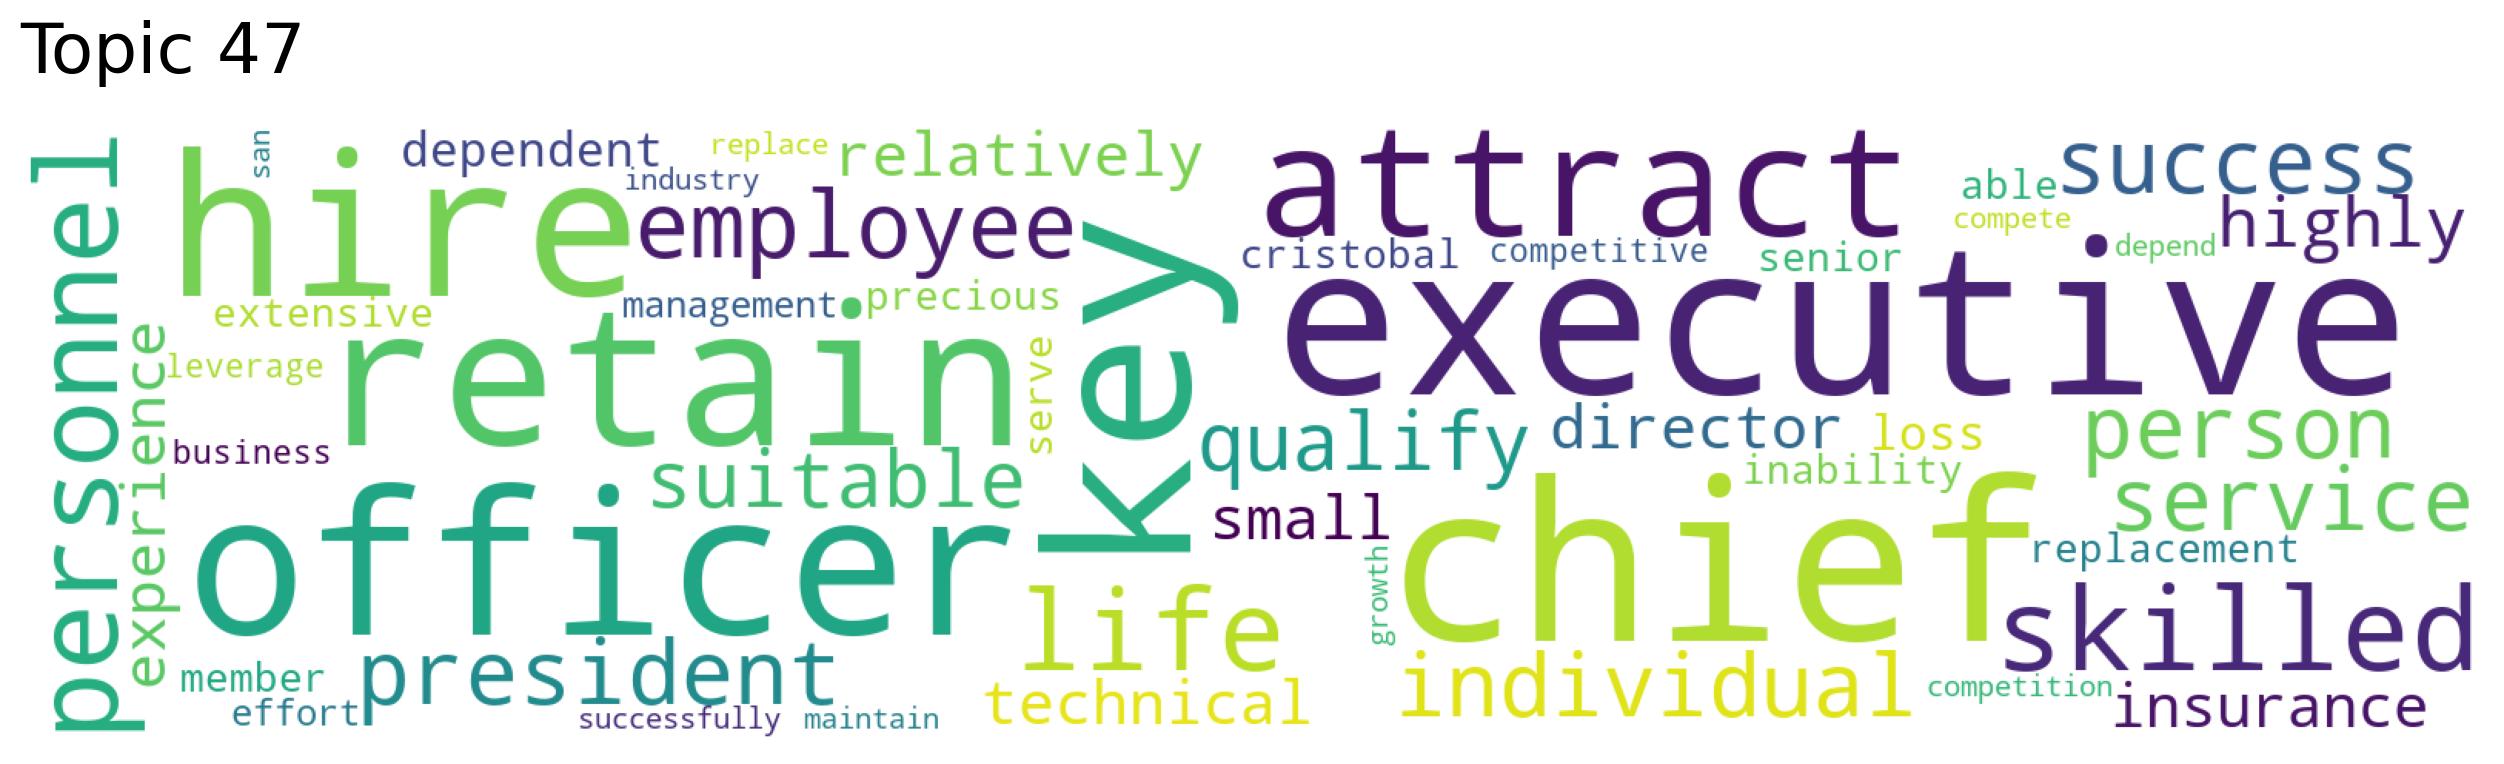 Topic 47
personnel
hire
san
dependent
replace
relatively
industry
employee
extensive
management
precious
experience
leverage
retain
serve
key
business
suitable
officer
member
president
effort
successfully
maintain
attract
success
able
compete
highly
cristobal
competitive
senior
depend
executive
qualify
director
loss
person
inability
small
service
chief
growth
replacement
life
skilled
technical
individual
competition
insurance